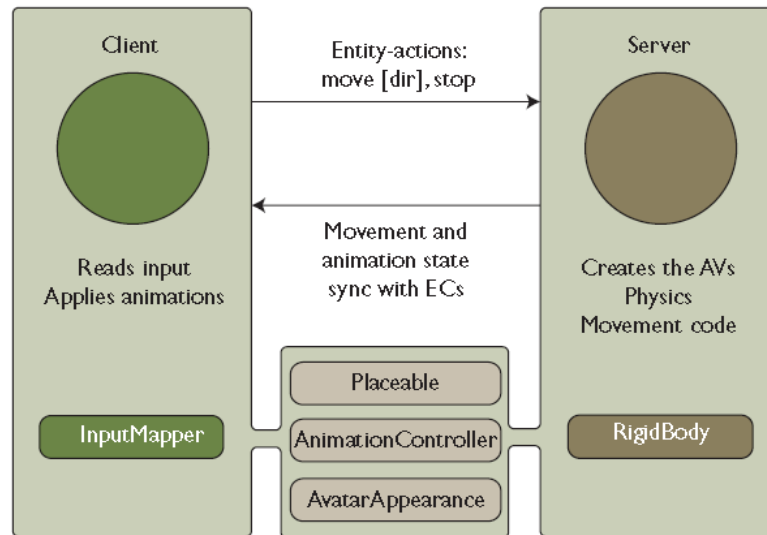 Client
Entity-actions:
move [dir], stop
Server
Movement and
animation state
sync with ECs
Reads input
Applies animations
Creates the AVs
Physics
Movement code
Placeable
InputMapper
AnimationController
RigidBody
AvatarAppearance